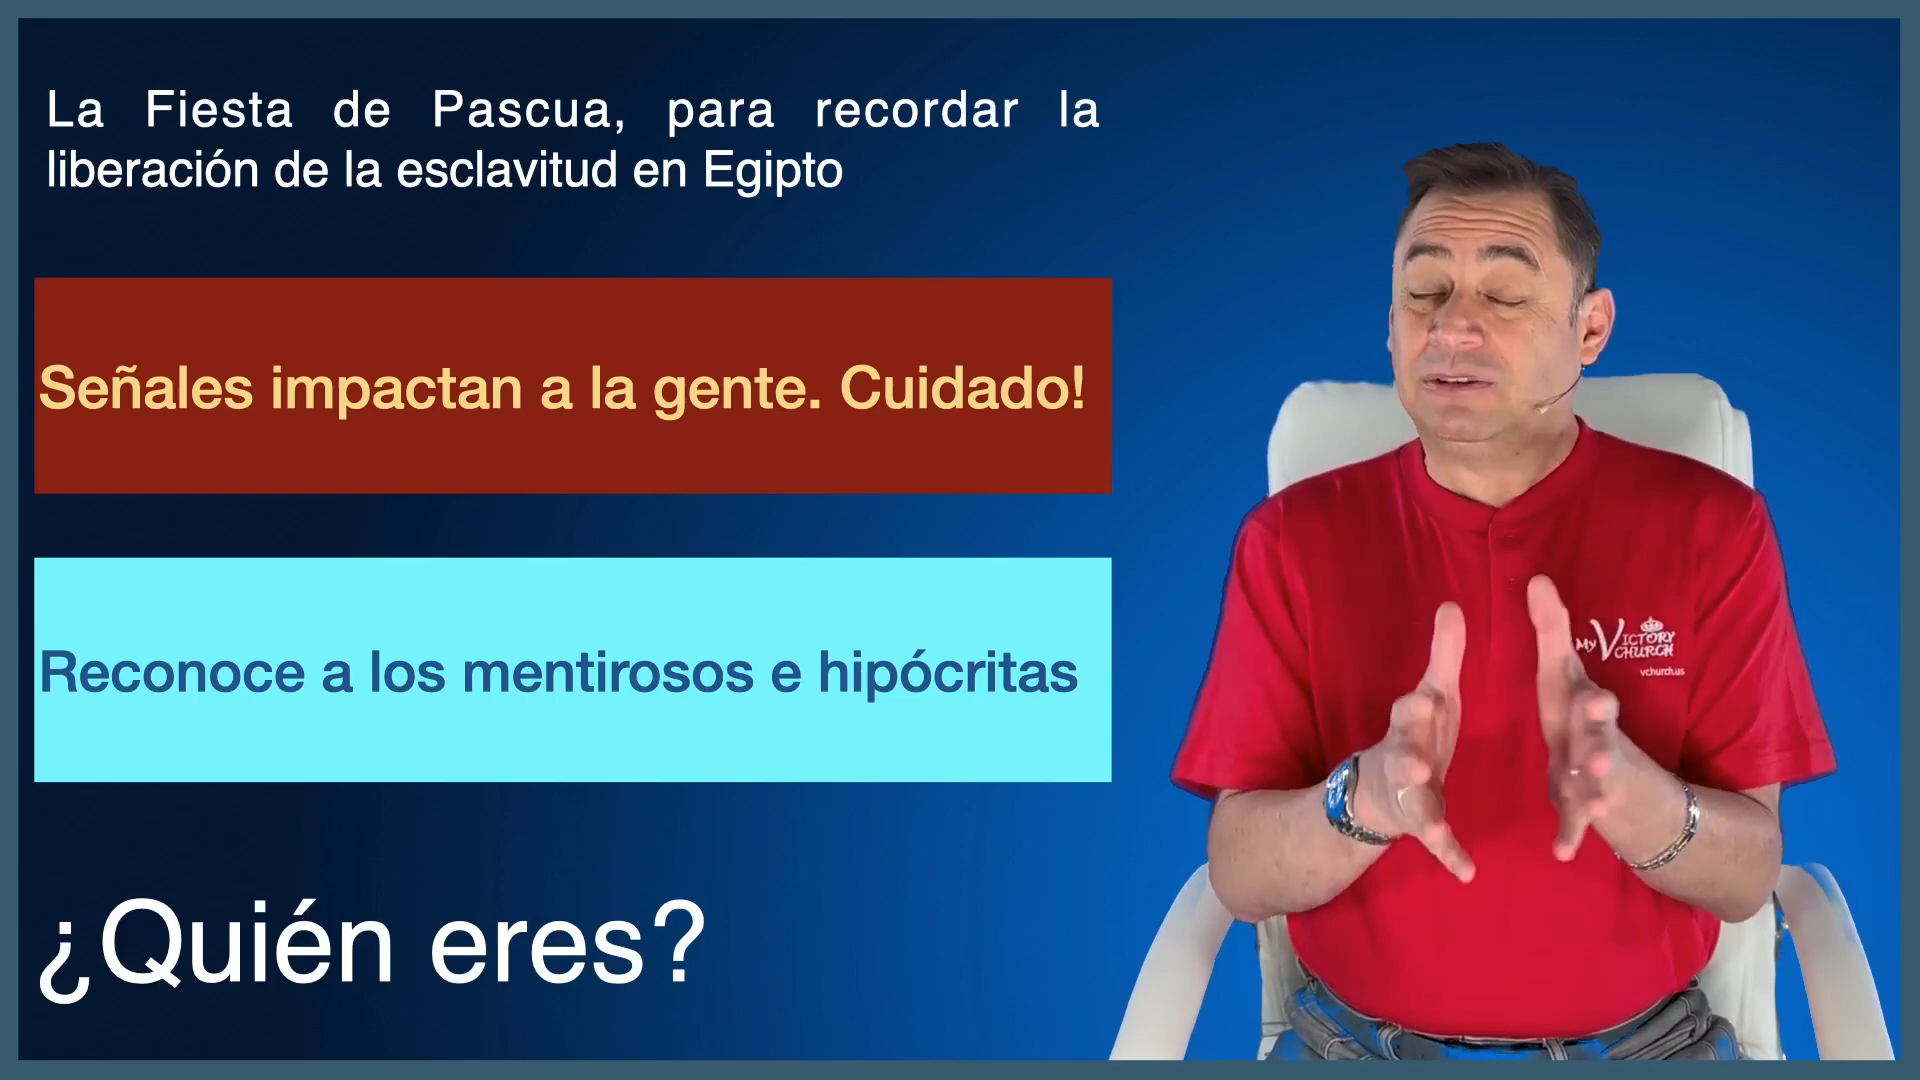 La Fiesta de Pascua, para recordar la
liberación de la esclavitud en Egipto
Señales impactan a la gente. Cuidado!
Reconoce a los mentirosos e hipócritas
¿Quién eres?
My VICTORY
CHURCH
vchurch.us